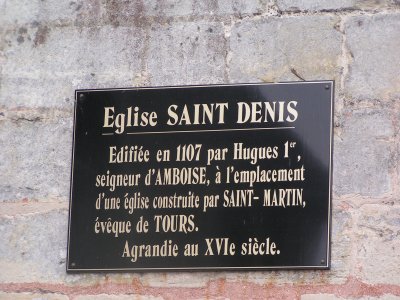 Eglise SAINT DENIS
Edifiée en 1107 par Hugues 1er,
seigneur d'AMBOISE, à l'emplacement
d'une église construite par SAINT-MARTIN,
évêque de TOURS.
Agrandie au XVIe siècle.